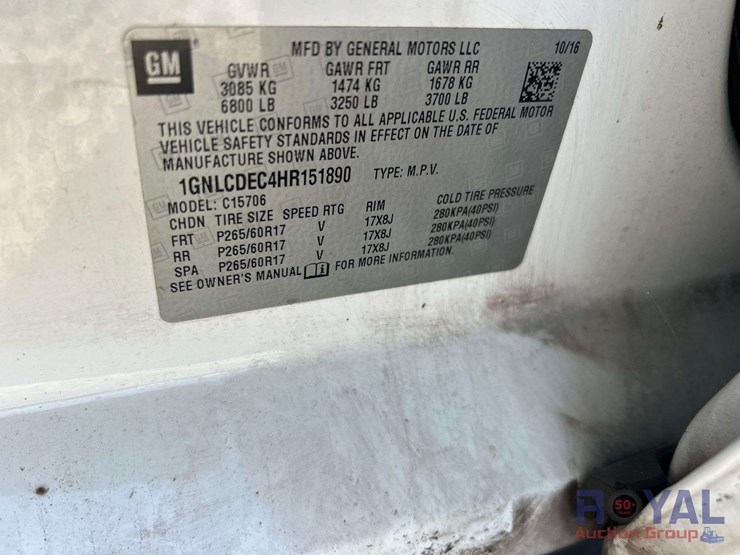 GM
MFD BY GENERAL MOTORS LLC 10/16
GVWR GAWR FRT GAWR RR
3085 KG 1474 KG 1678 KG
6800 LB 3250 LB 3700 LB
THIS VEHICLE CONFORMS TO ALL APPLICABLE U.S. FEDERAL MOTOR
VEHICLE SAFETY STANDARDS IN EFFECT ON THE DATE OF
MANUFACTURE SHOWN ABOVE.
1GNLCDEC4HR151890 TYPE: M.P.V.
MODEL: C15706
CHDN TIRE SIZE SPEED RTG RIM COLD TIRE PRESSURE
FRT P265/60R17 V 17X8J 280KPA(40PSI)
RR P265/60R17 V 17X8J 280KPA(40PSI)
SPA P265/60R17 V 17X8J 280KPA(40PSI)
SEE OWNER'S MANUAL FOR MORE INFORMATION.
ROYAL
50+
Auction Group